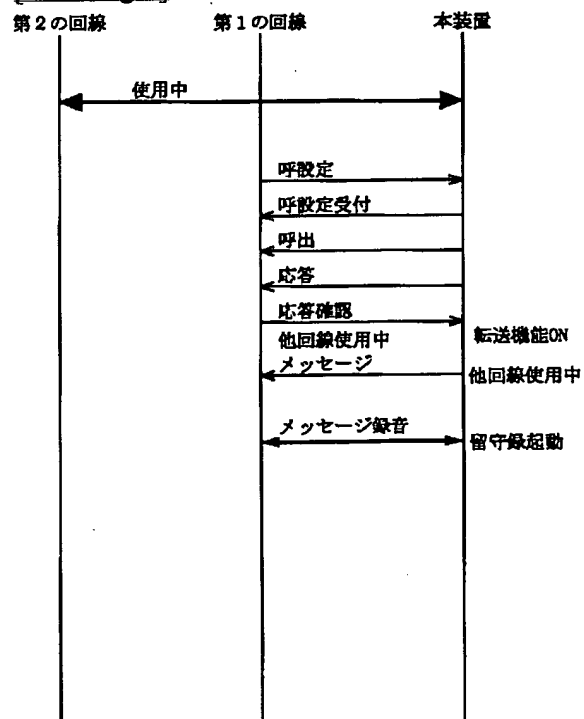 第2の回線 第1の回線 本装置
使用中
呼設定
呼設定受付
呼出
応答
応答確認
転送機能ON
他回線使用中
メッセージ
他回線使用中
メッセージ録音
留守録起動